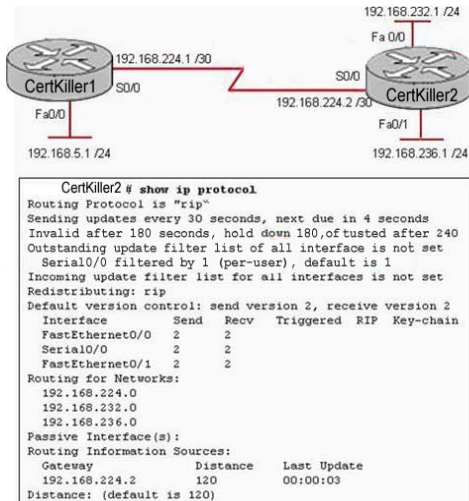 192.168.232.1 /24
Fa 0/0
192.168.224.1 /30
S0/0
S0/0
CertKiller1
CertKiller2
192.168.224.2 /30
Fa0/0
Fa0/1
192.168.5.1 /24
192.168.236.1 /24
CertKiller2 # show ip protocol
Routing Protocol is "rip"
Sending updates every 30 seconds, next due in 4 seconds
Invalid after 180 seconds, hold down 180,of tusted after 240
Outstanding update filter list of all interface is not set
Serial0/0 filtered by 1 (per-user), default is 1
Incoming update filter list for all interfaces is not set
Redistributing: rip
Default version control: send version 2, receive version 2
Interface Send Recv Triggered RIP Key-chain
FastEthernet0/0 2 2
Serial0/0 2 2
FastEthernet0/1 2 2
Routing for Networks:
192.168.224.0
192.168.232.0
192.168.236.0
Passive Interface(s):
Routing Information Sources:
Gateway Distance Last Update
192.168.224.2 120 00:00:03
Distance: (default is 120)